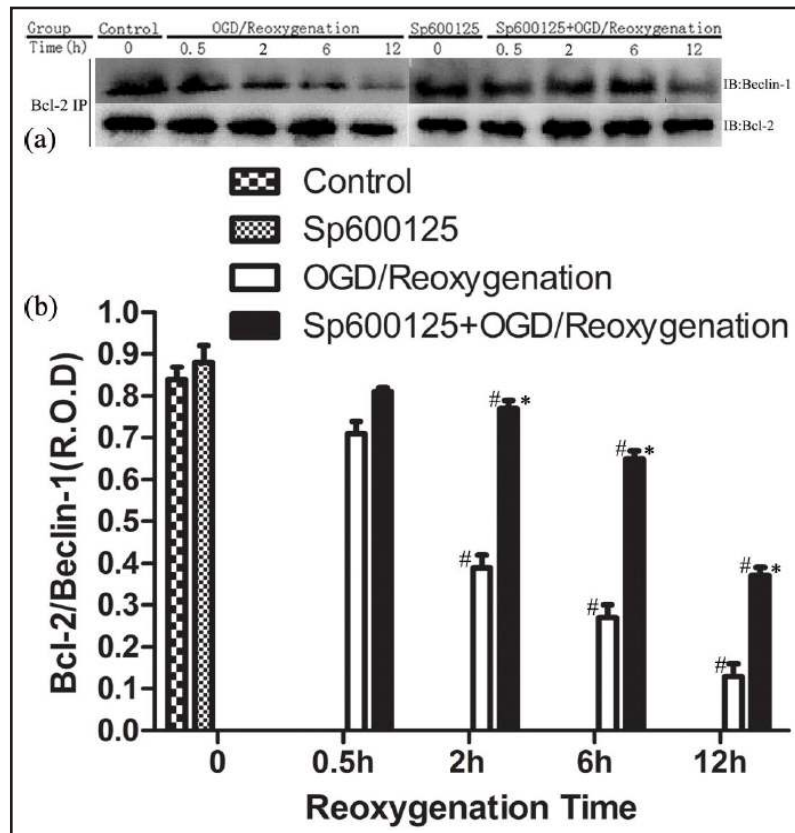 Group Control OGD/Reoxygenation Sp600125 Sp600125+OGD/Reoxygenation
Time(h) 0 0.5 2 6 12 0 0.5 2 6 12
Bcl-2 IP
IB:Beclin-1
IB:Bcl-2
(a)
Control
Sp600125
OGD/Reoxygenation
Sp600125+OGD/Reoxygenation
(b)
Bcl-2/Beclin-1(R.O.D)
1.0
0.9
0.8
0.7
0.6
0.5
0.4
0.3
0.2
0.1
0.0
# # *
# # *
# # *
0 0.5h 2h 6h 12h
Reoxygenation Time